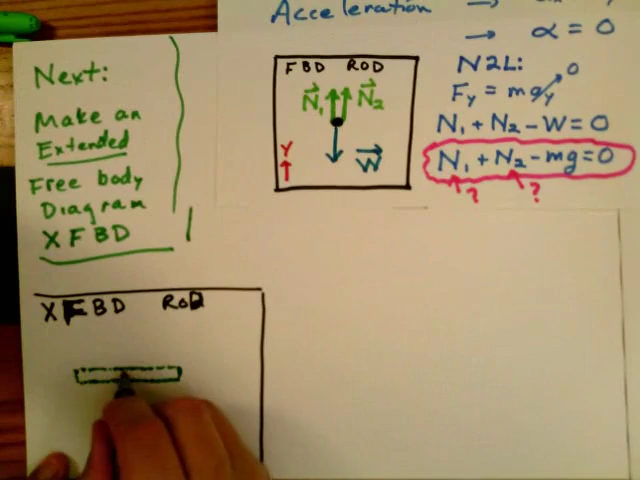 Acceleration →
→ α = 0
Next:
Make an
Extended
Free body
Diagram
XFBD
FBD ROD
N₁ N₂
Y
W
N2L:
Fy = may 0
N₁ + N₂ - W = 0
N₁ + N₂ - mg = 0
? ?
XFBD ROD